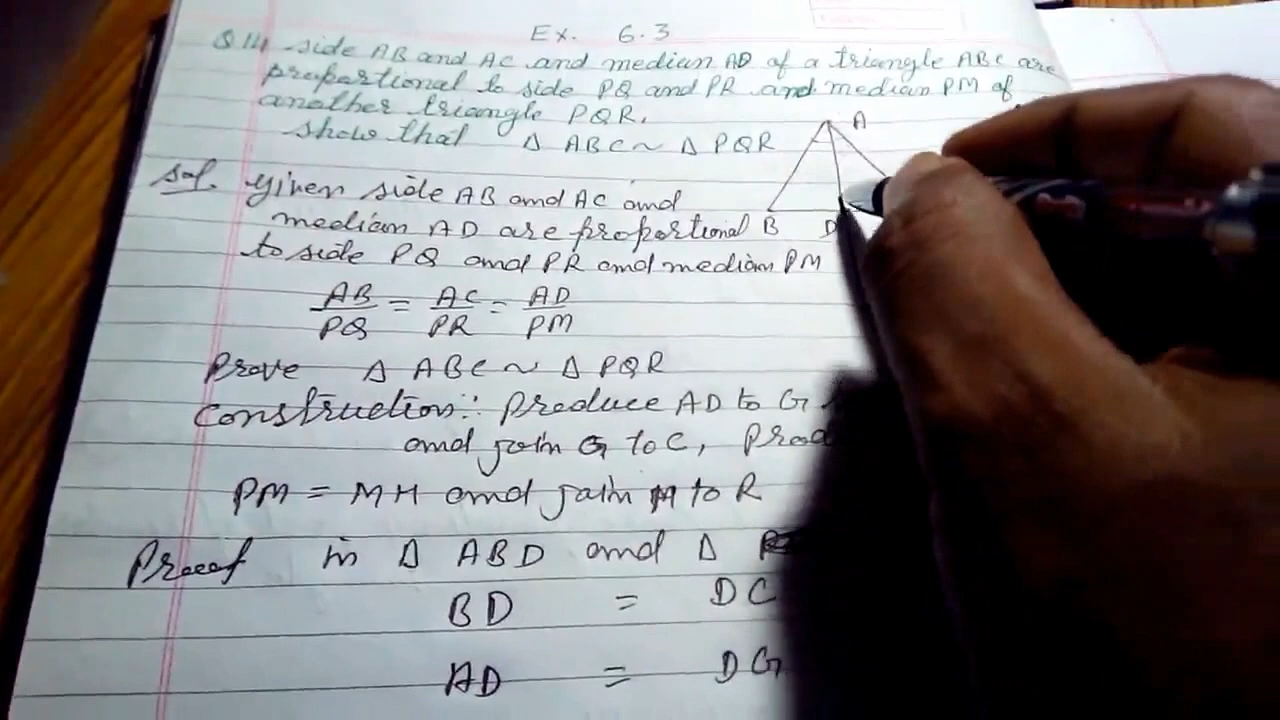 Ex. 6.3
Q 14 side AB and AC and median AD of a triangle ABC are
proportional to side PQ and PR and median PM of
another triangle PQR.
show that Δ ABC ~ Δ PQR
A
Sol. Given side AB and AC and
median AD are proportional
B D
to side PQ and PR and median PM
AB/PQ = AC/PR = AD/PM
Prove Δ ABC ~ Δ PQR
Construction: Produce AD to G
and join G to C,
PM = MH and join H to R
Proof in Δ ABD and Δ
BD = DC
AD = DG